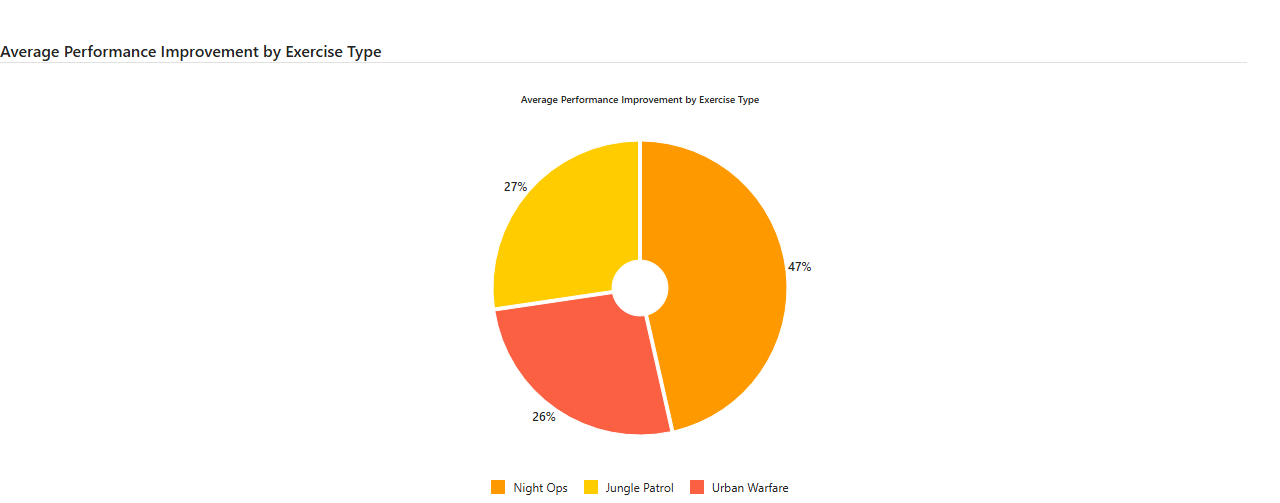 Average Performance Improvement by Exercise Type
Average Performance Improvement by Exercise Type
27%
47%
26%
Night Ops Jungle Patrol Urban Warfare